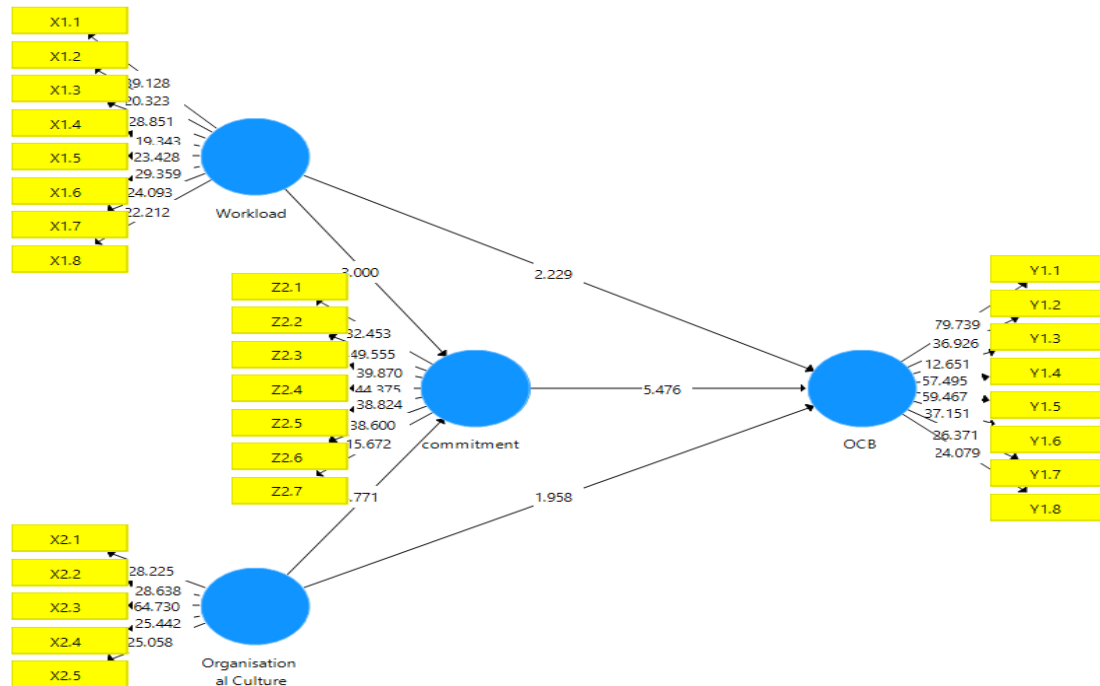 X1.1
X1.2
X1.3
X1.4
X1.5
X1.6
X1.7
X1.8
39.128
20.323
28.851
19.343
23.428
29.359
24.093
22.212
Workload
3.000
2.229
Z2.1
Z2.2
Z2.3
Z2.4
Z2.5
Z2.6
Z2.7
32.453
49.555
39.870
44.375
38.824
38.600
15.672
commitment
5.476
.771
1.958
Y1.1
Y1.2
Y1.3
Y1.4
Y1.5
Y1.6
Y1.7
Y1.8
79.739
36.926
12.651
57.495
59.467
37.151
26.371
24.079
OCB
X2.1
X2.2
X2.3
X2.4
X2.5
28.225
28.638
64.730
25.442
25.058
Organisation
al Culture